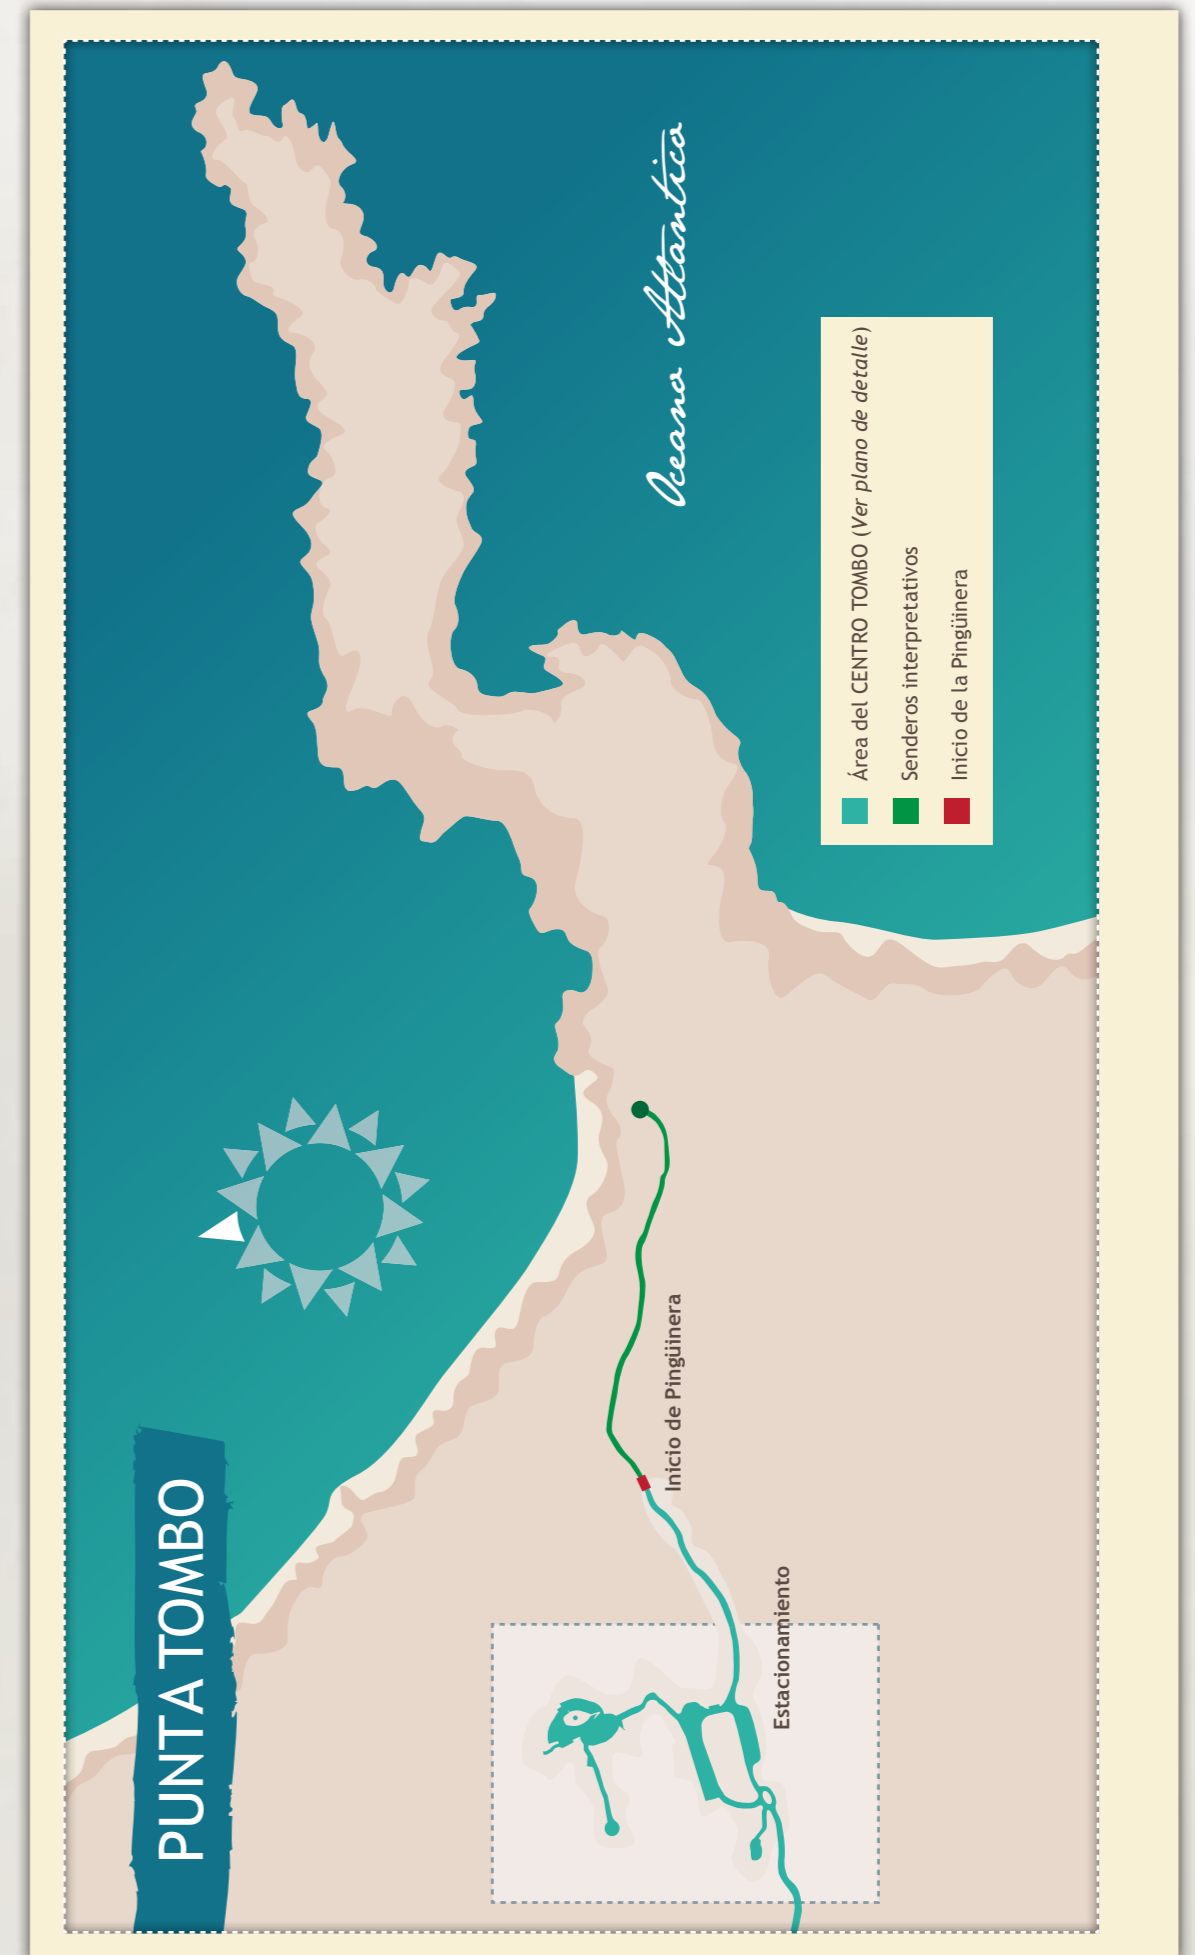 PUNTA TOMBO
Oceano Atlantico
Área del CENTRO TOMBO (Ver plano de detalle)
Senderos interpretativos
Inicio de la Pingüinera
Inicio de Pingüinera
Estacionamiento